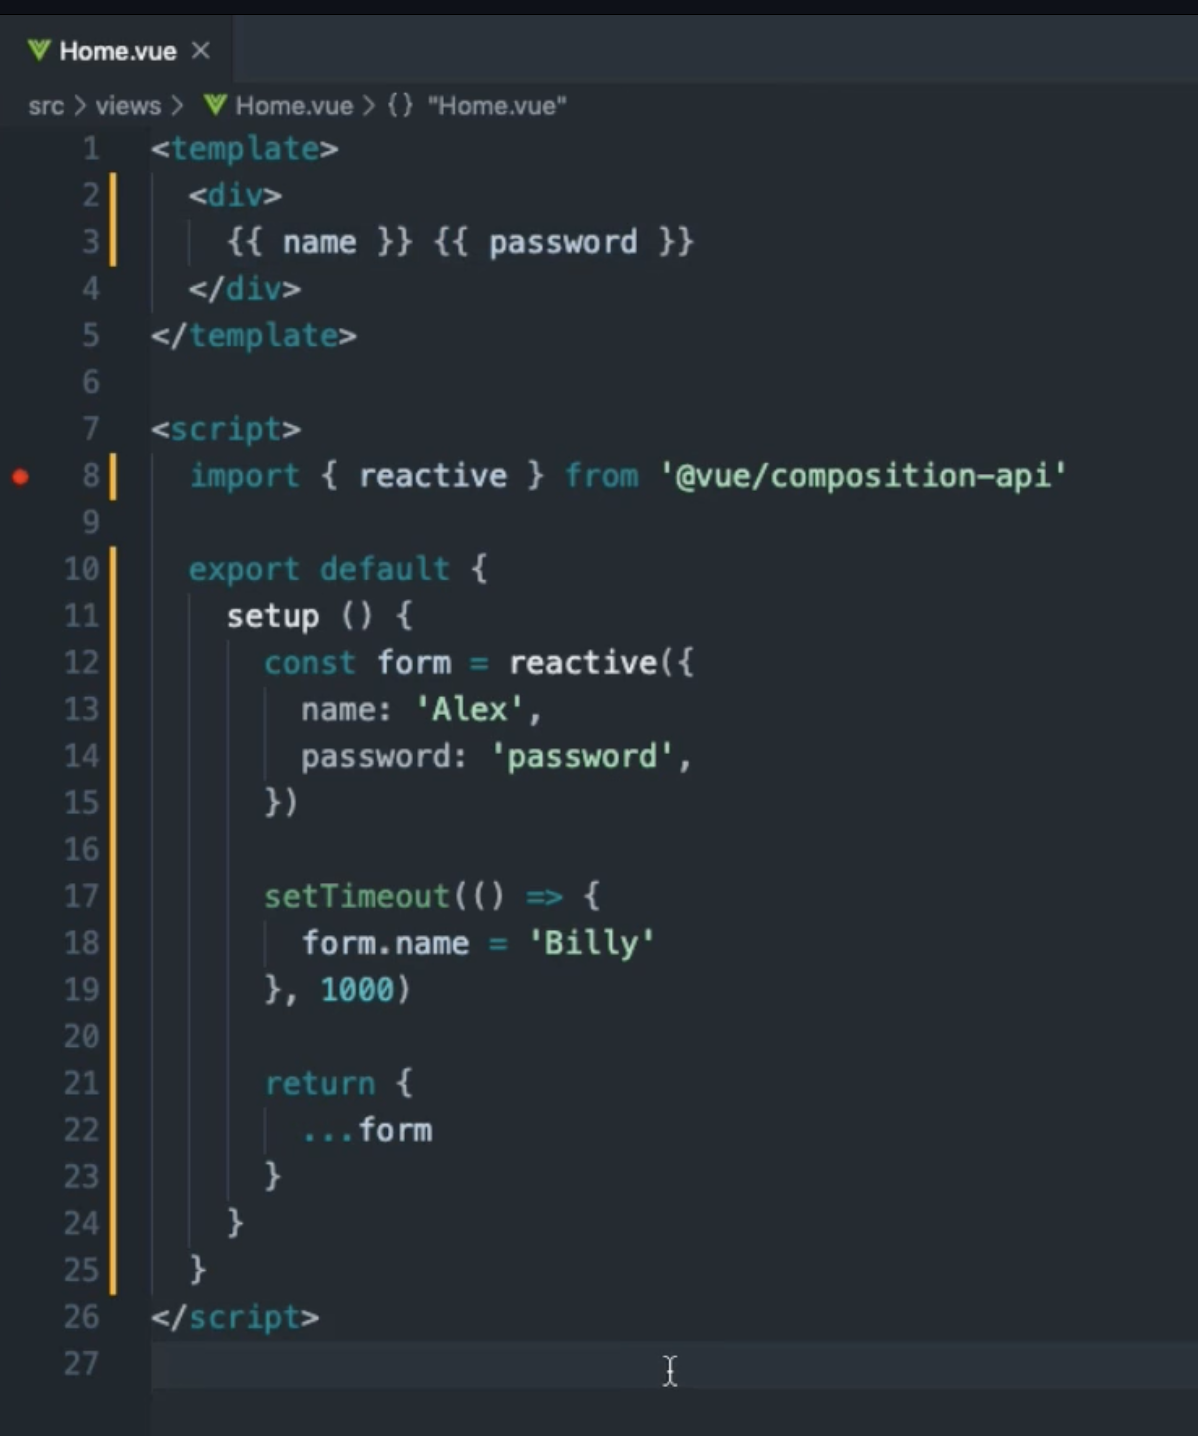 Home.vue
src > views > Home.vue > {} "Home.vue"
1 <template>
2 <div>
3 {{ name }} {{ password }}
4 </div>
5 </template>
6
7 <script>
8 import { reactive } from '@vue/composition-api'
9
10 export default {
11 setup () {
12 const form = reactive({
13 name: 'Alex',
14 password: 'password',
15 })
16
17 setTimeout(() => {
18 form.name = 'Billy'
19 }, 1000)
20
21 return {
22 ...form
23 }
24 }
25 }
26 </script>
27